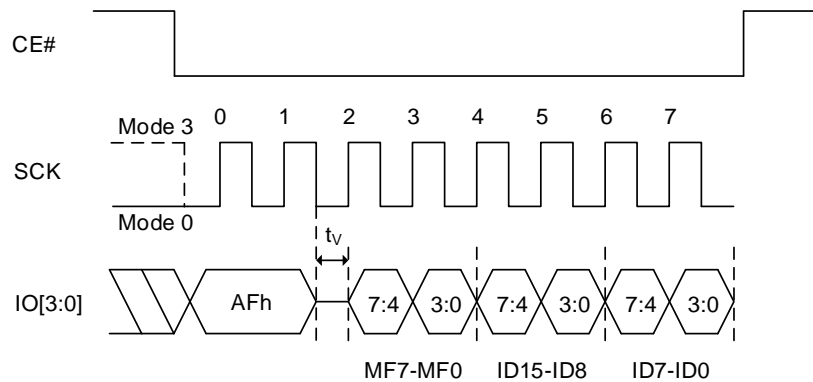 CE#
Mode 3 0 1 2 3 4 5 6 7
SCK
Mode 0
tV
IO[3:0] AFh 7:4 3:0 7:4 3:0 7:4 3:0
MF7-MF0 ID15-ID8 ID7-ID0